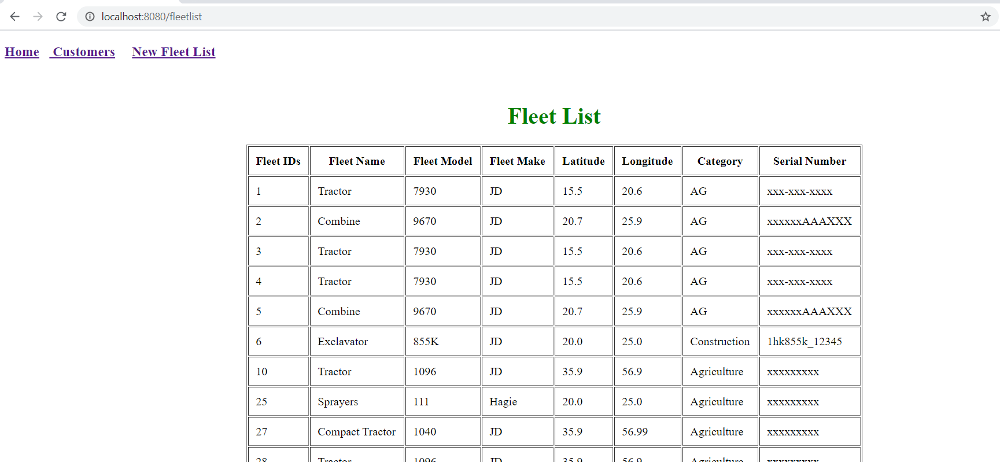 localhost:8080/fleetlist
Home Customers New Fleet List
Fleet List
Fleet IDs Fleet Name Fleet Model Fleet Make Latitude Longitude Category Serial Number
1 Tractor 7930 JD 15.5 20.6 AG xxx-xxx-xxxx
2 Combine 9670 JD 20.7 25.9 AG xxxxxxAAAXXX
3 Tractor 7930 JD 15.5 20.6 AG xxx-xxx-xxxx
4 Tractor 7930 JD 15.5 20.6 AG xxx-xxx-xxxx
5 Combine 9670 JD 20.7 25.9 AG xxxxxxAAAXXX
6 Exclavator 855K JD 20.0 25.0 Construction 1hk855k_12345
10 Tractor 1096 JD 35.9 56.9 Agriculture xxxxxxxxx
25 Sprayers 111 Hagie 20.0 25.0 Agriculture xxxxxxxxx
27 Compact Tractor 1040 JD 35.9 56.99 Agriculture xxxxxxxxx
28 Tractor 1096 JD 35.9 56.9 Agriculture xxxxxxxxx